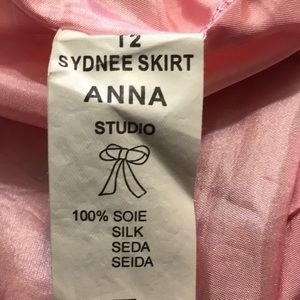 12
SYDNEE SKIRT
ANNA
STUDIO
100% SOIE
SILK
SEDA
SEIDA